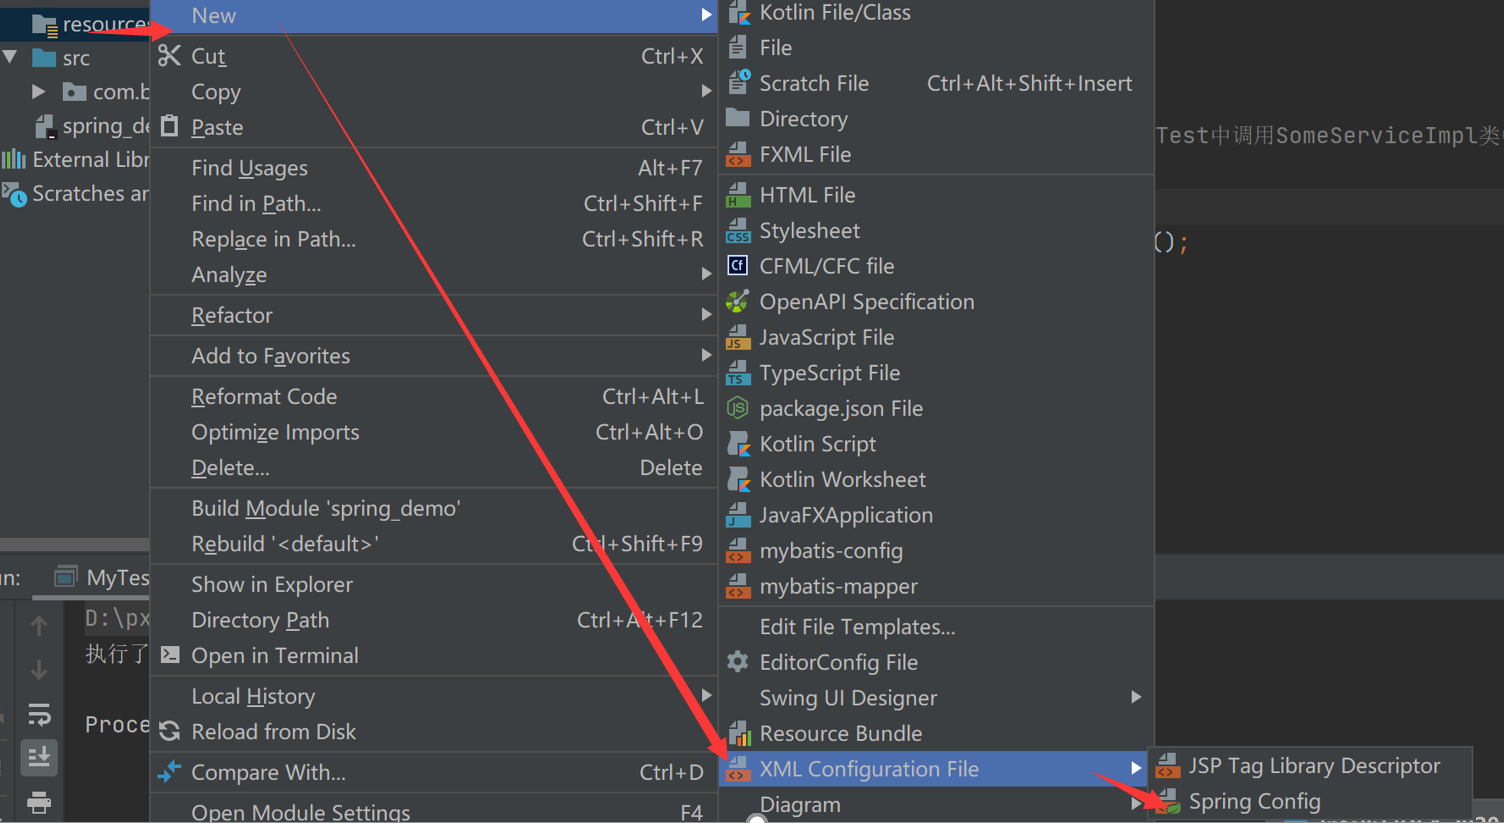 resources
src
com.b
spring_de
External Libr
Scratches an
New
Cut Ctrl+X
Copy
Paste Ctrl+V
Find Usages Alt+F7
Find in Path... Ctrl+Shift+F
Replace in Path... Ctrl+Shift+R
Analyze
Refactor
Add to Favorites
Reformat Code Ctrl+Alt+L
Optimize Imports Ctrl+Alt+O
Delete... Delete
Build Module 'spring_demo'
Rebuild '<default>' Ctrl+Shift+F9
Show in Explorer
Directory Path Ctrl+Alt+F12
Open in Terminal
Local History
Reload from Disk
Compare With... Ctrl+D
Open Module Settings F4
Kotlin File/Class
File
Scratch File Ctrl+Alt+Shift+Insert
Directory
FXML File
HTML File
Stylesheet
CFML/CFC file
OpenAPI Specification
JavaScript File
TypeScript File
package.json File
Kotlin Script
Kotlin Worksheet
JavaFXApplication
mybatis-config
mybatis-mapper
Edit File Templates...
EditorConfig File
Swing UI Designer
Resource Bundle
XML Configuration File
Diagram
JSP Tag Library Descriptor
Spring Config
Test中调用SomeServiceImpl类
();
un:
MyTes
D:\px
执行了
Proce